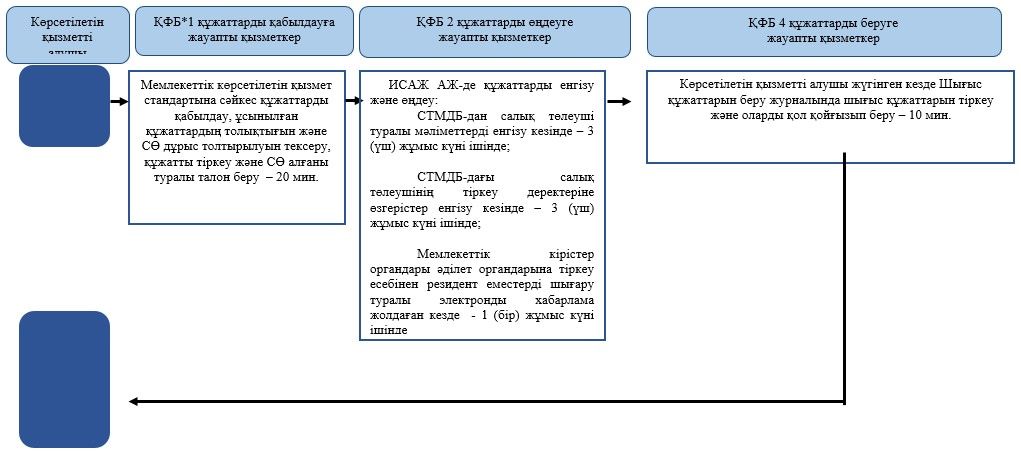 Көрсетілетін
қызметті
алушы
ҚФБ*1 құжаттарды қабылдауға
жауапты қызметкер
ҚФБ 2 құжаттарды өңдеуге
жауапты қызметкер
ҚФБ 4 құжаттарды беруге
жауапты қызметкер
Мемлекеттік көрсетілетін қызмет
стандартына сәйкес құжаттарды
қабылдау, ұсынылған
құжаттардың толықтығын және
СӨ дұрыс толтырылуын тексеру,
құжатты тіркеу және СӨ алғаны
туралы талон беру – 20 мин.
ИСАЖ АЖ-де құжаттарды енгізу
және өңдеу:
СТМДБ-дан салық төлеуші
туралы мәліметтерді енгізу кезінде – 3
(үш) жұмыс күні ішінде;
СТМДБ-дағы салық
төлеушінің тіркеу деректеріне
өзгерістер енгізу кезінде – 3 (үш)
жұмыс күні ішінде;
Мемлекеттік кірістер
органдары әділет органдарына тіркеу
есебінен резидент еместерді шығару
туралы электронды хабарлама
жолдаған кезде - 1 (бір) жұмыс күні
ішінде
Көрсетілетін қызметті алушы жүгінген кезде Шығыс
құжаттарын беру журналында шығыс құжаттарын тіркеу
және оларды қол қойғызып беру – 10 мин.